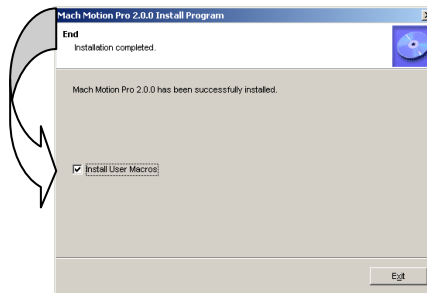 Mach Motion Pro 2.0.0 Install Program
End
Installation completed.
Mach Motion Pro 2.0.0 has been successfully installed.
Install User Macros
Exit